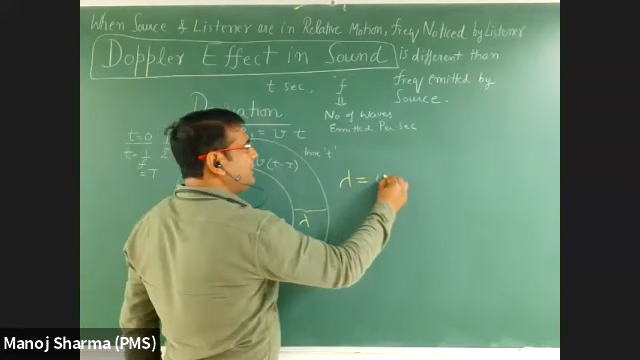 When Source & Listener are in Relative Motion, freq Noticed by Listener
Doppler Effect in Sound is different than
t sec, f freq emitted by
Source.
Derivation No of Waves
Emitted Per sec
t=0 = v t
t = 1/f v(t-τ) time 't'
= T
λ =
λ
Manoj Sharma (PMS)